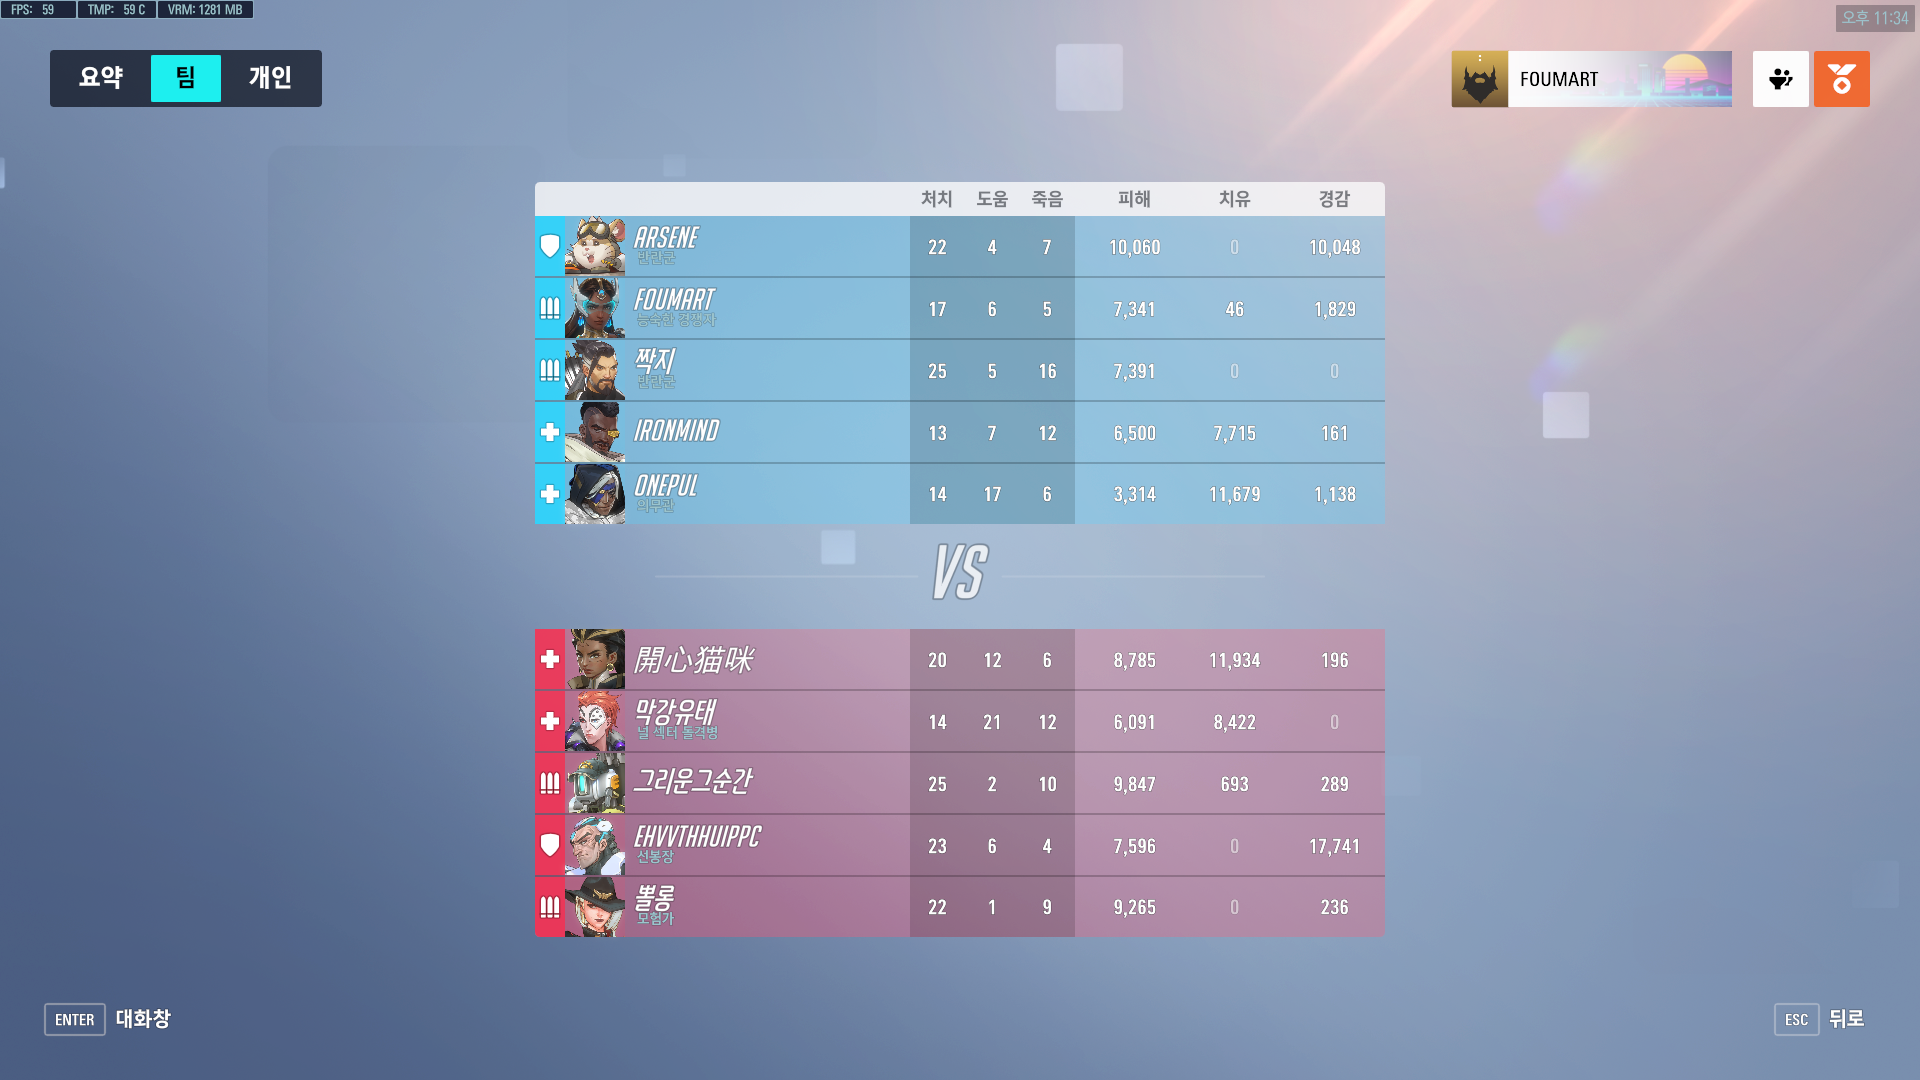 FPS: 59 TMP: 59 C VRM: 1281 MB
오후 11:34
요약 팀 개인
FOUMART
처치 도움 죽음 피해 치유 경감
ARSENE 22 4 7 10,060 0 10,048
반란군
FOUMART 17 6 5 7,341 46 1,829
능숙한 경쟁자
짝지 25 5 16 7,391 0 0
반란군
IRONMIND 13 7 12 6,500 7,715 161
ONEPUL 14 17 6 3,314 11,679 1,138
의무관
VS
開心猫咪 20 12 6 8,785 11,934 196
막강유태 14 21 12 6,091 8,422 0
널 섹터 돌격병
그리운그순간 25 2 10 9,847 693 289
EHVVTHHUIPPC 23 6 4 7,596 0 17,741
선봉장
뽈롱 22 1 9 9,265 0 236
모험가
ENTER 대화창
ESC 뒤로